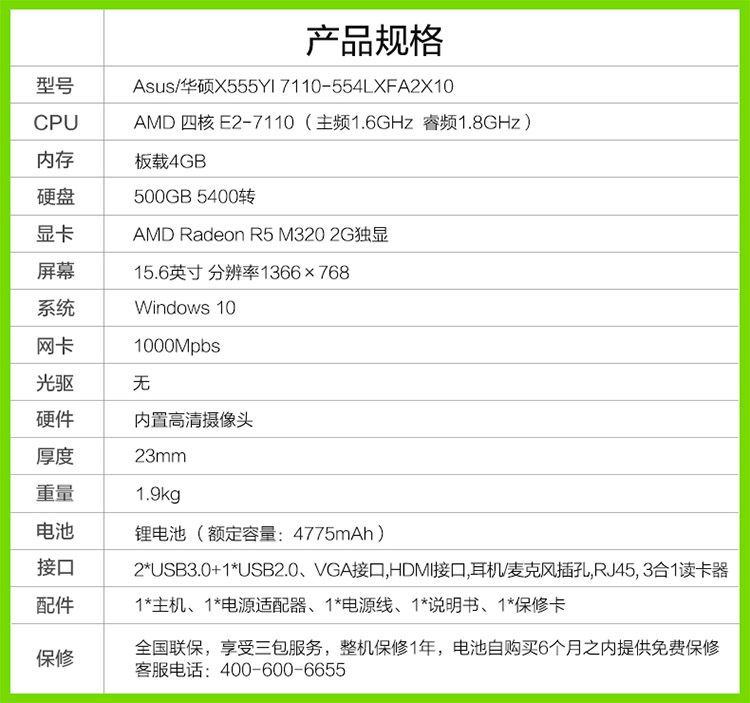 产品规格
型号 Asus/华硕X555YI 7110-554LXFA2X10
CPU AMD 四核 E2-7110（主频1.6GHz 睿频1.8GHz）
内存 板载4GB
硬盘 500GB 5400转
显卡 AMD Radeon R5 M320 2G独显
屏幕 15.6英寸 分辨率1366×768
系统 Windows 10
网卡 1000Mpbs
光驱 无
硬件 内置高清摄像头
厚度 23mm
重量 1.9kg
电池 锂电池（额定容量：4775mAh）
接口 2*USB3.0+1*USB2.0、VGA接口,HDMI接口,耳机/麦克风插孔,RJ45, 3合1读卡器
配件 1*主机、1*电源适配器、1*电源线、1*说明书、1*保修卡
保修 全国联保，享受三包服务，整机保修1年，电池自购买6个月之内提供免费保修
客服电话：400-600-6655